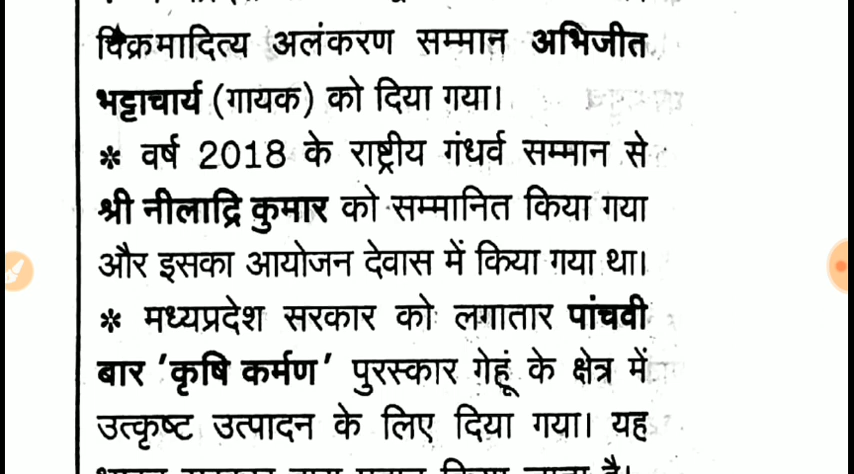 विक्रमादित्य अलंकरण सम्मान अभिजीत
भट्टाचार्य (गायक) को दिया गया।
* वर्ष 2018 के राष्ट्रीय गंधर्व सम्मान से
श्री नीलाद्रि कुमार को सम्मानित किया गया
और इसका आयोजन देवास में किया गया था।
* मध्यप्रदेश सरकार को लगातार पांचवी
बार 'कृषि कर्मण' पुरस्कार गेहूं के क्षेत्र में
उत्कृष्ट उत्पादन के लिए दिया गया। यह